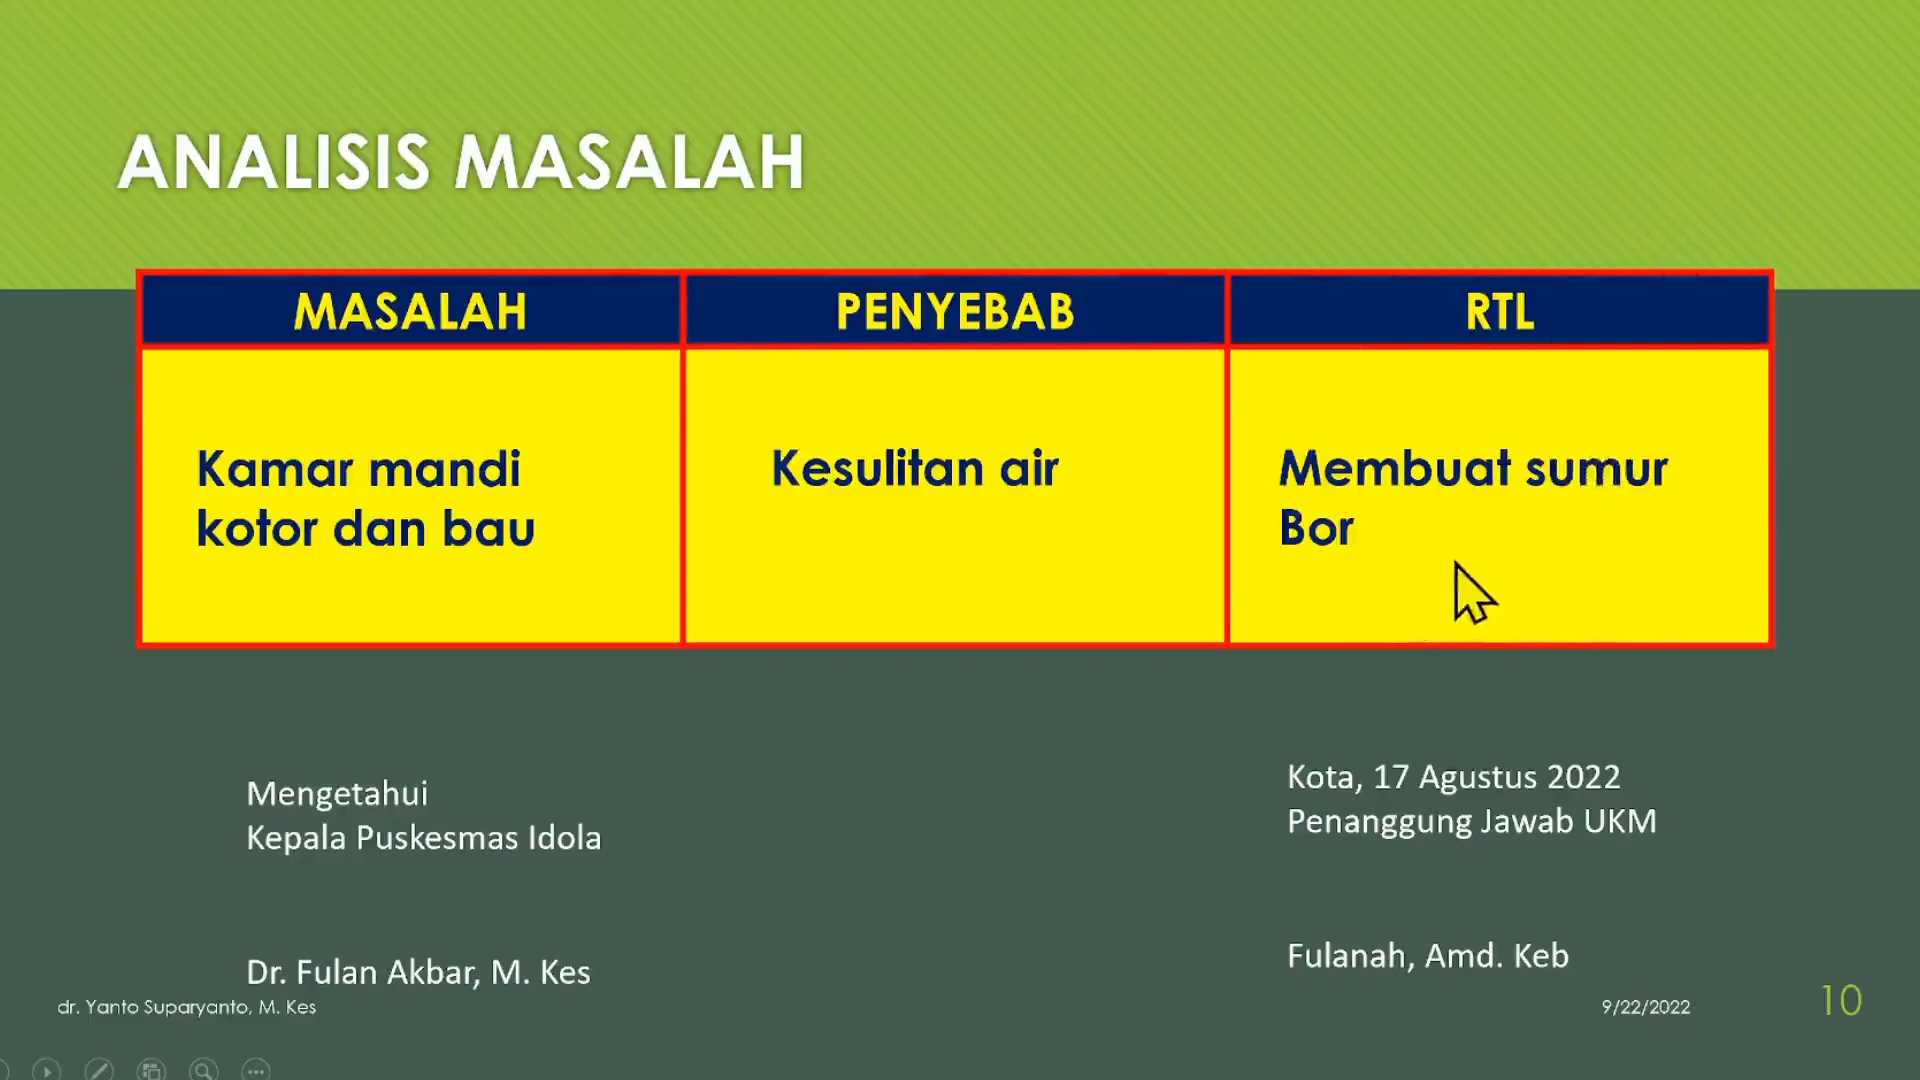 ANALISIS MASALAH
MASALAH PENYEBAB RTL
Kamar mandi
kotor dan bau
Kesulitan air
Membuat sumur
Bor
Mengetahui
Kepala Puskesmas Idola
Dr. Fulan Akbar, M. Kes
Kota, 17 Agustus 2022
Penanggung Jawab UKM
Fulanah, Amd. Keb
dr. Yanto Suparyanto, M. Kes
9/22/2022
10